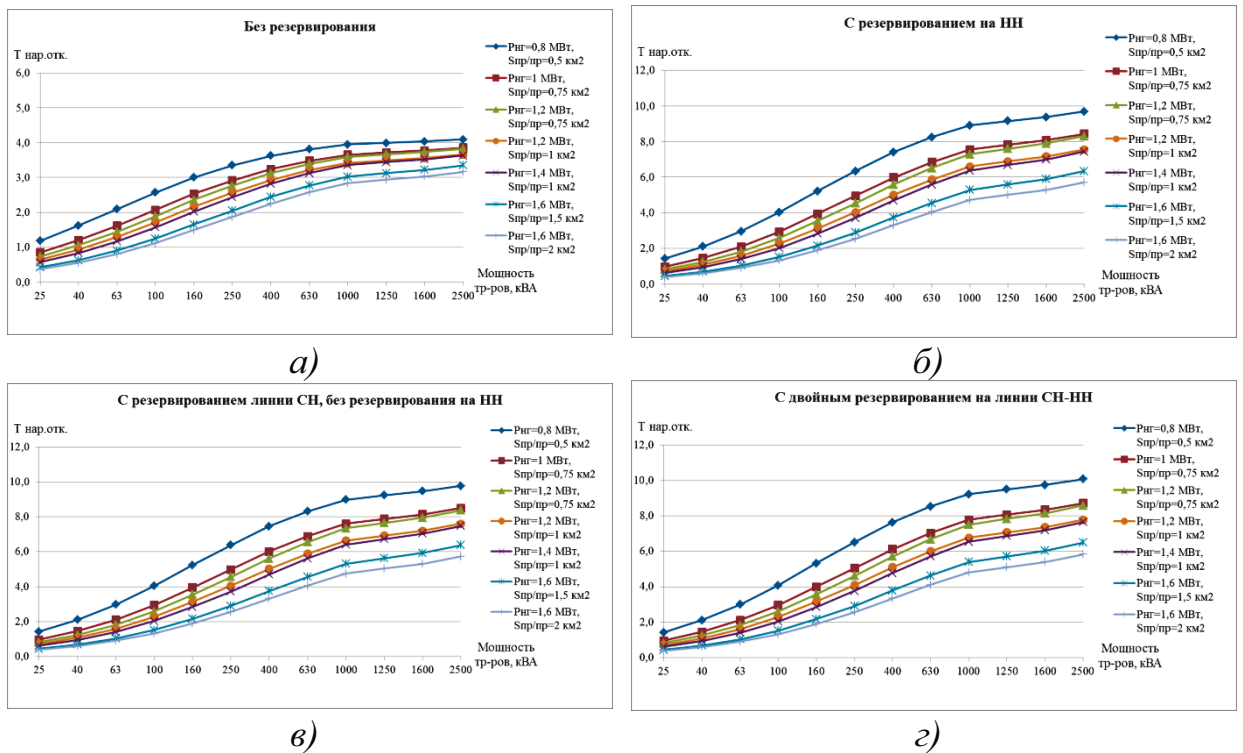 Без резервирования
Т нар.отк.
6,0
5,0
4,0
3,0
2,0
1,0
0,0
25 40 63 100 160 250 400 630 1000 1250 1600 2500
Мощность
тр-ров, кВА
Рнг=0,8 МВт,
Sпр/пр=0,5 км2
Рнг=1 МВт,
Sпр/пр=0,75 км2
Рнг=1,2 МВт,
Sпр/пр=0,75 км2
Рнг=1,2 МВт,
Sпр/пр=1 км2
Рнг=1,4 МВт,
Sпр/пр=1 км2
Рнг=1,6 МВт,
Sпр/пр=1,5 км2
Рнг=1,6 МВт,
Sпр/пр=2 км2
а)
С резервированием на НН
Т нар.отк.
12,0
10,0
8,0
6,0
4,0
2,0
0,0
25 40 63 100 160 250 400 630 1000 1250 1600 2500
Мощность
тр-ров, кВА
Рнг=0,8 МВт,
Sпр/пр=0,5 км2
Рнг=1 МВт,
Sпр/пр=0,75 км2
Рнг=1,2 МВт,
Sпр/пр=0,75 км2
Рнг=1,2 МВт,
Sпр/пр=1 км2
Рнг=1,4 МВт,
Sпр/пр=1 км2
Рнг=1,6 МВт,
Sпр/пр=1,5 км2
Рнг=1,6 МВт,
Sпр/пр=2 км2
б)
С резервированием линии СН, без резервирования на НН
Т нар.отк.
12,0
10,0
8,0
6,0
4,0
2,0
0,0
25 40 63 100 160 250 400 630 1000 1250 1600 2500
Мощность
тр-ров, кВА
Рнг=0,8 МВт,
Sпр/пр=0,5 км2
Рнг=1 МВт,
Sпр/пр=0,75 км2
Рнг=1,2 МВт,
Sпр/пр=0,75 км2
Рнг=1,2 МВт,
Sпр/пр=1 км2
Рнг=1,4 МВт,
Sпр/пр=1 км2
Рнг=1,6 МВт,
Sпр/пр=1,5 км2
Рнг=1,6 МВт,
Sпр/пр=2 км2
в)
С двойным резервированием на линии СН-НН
Т нар.отк.
12,0
10,0
8,0
6,0
4,0
2,0
0,0
25 40 63 100 160 250 400 630 1000 1250 1600 2500
Мощность
тр-ров, кВА
Рнг=0,8 МВт,
Sпр/пр=0,5 км2
Рнг=1 МВт,
Sпр/пр=0,75 км2
Рнг=1,2 МВт,
Sпр/пр=0,75 км2
Рнг=1,2 МВт,
Sпр/пр=1 км2
Рнг=1,4 МВт,
Sпр/пр=1 км2
Рнг=1,6 МВт,
Sпр/пр=1,5 км2
Рнг=1,6 МВт,
Sпр/пр=2 км2
г)